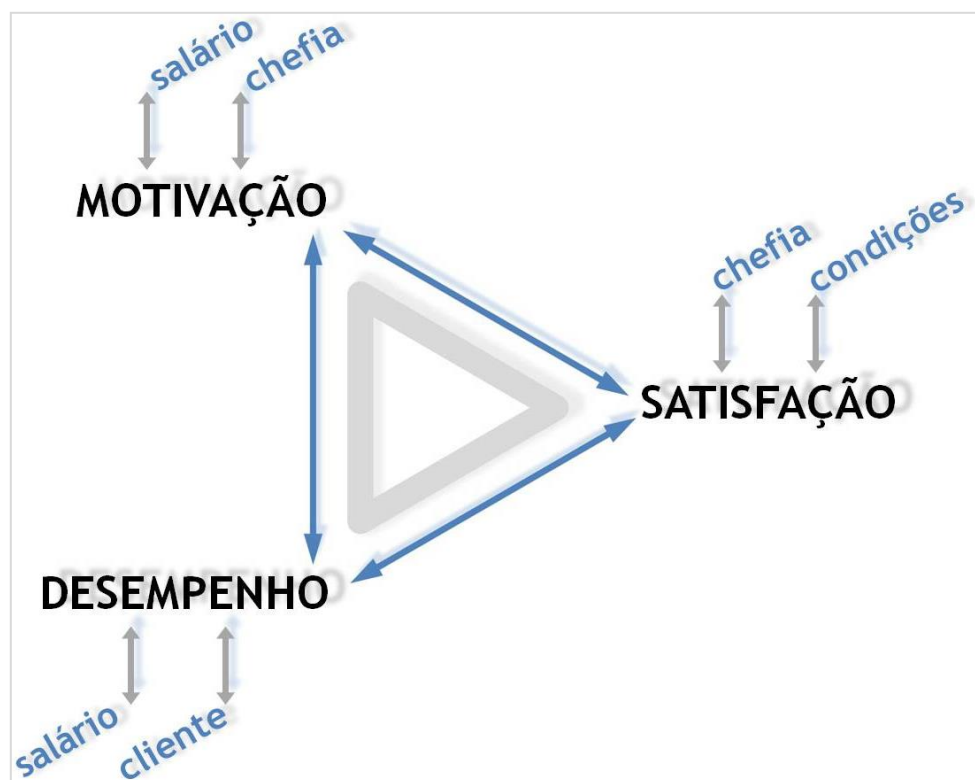 salário
chefia
MOTIVAÇÃO
chefia
condições
SATISFAÇÃO
DESEMPENHO
salário
cliente